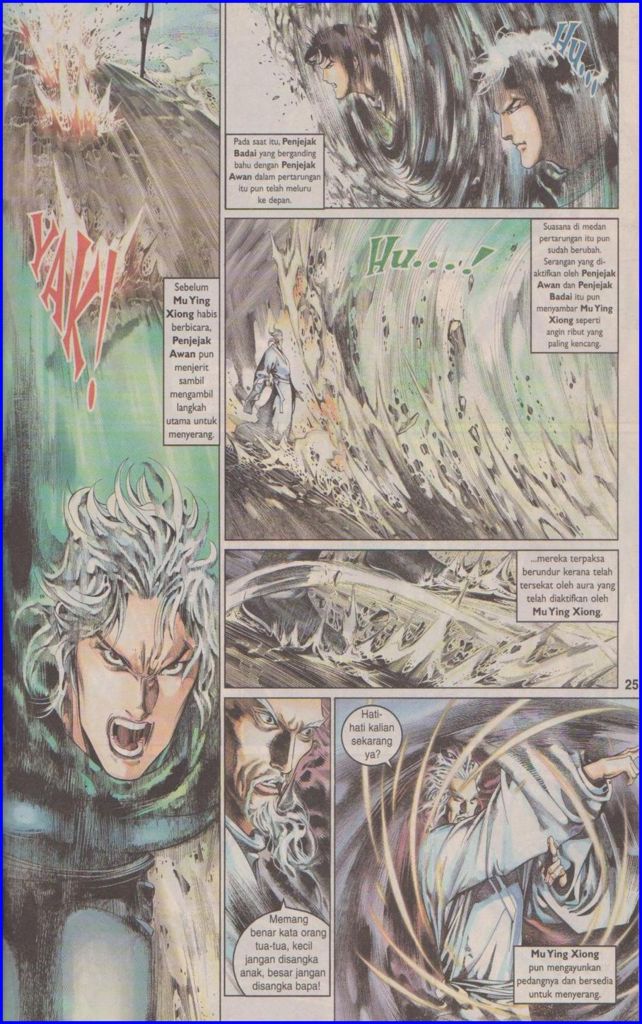 YAK!
Sebelum
Mu Ying
Xiong habis
berbicara,
Penjejak
Awan pun
menjerit
sambil
mengambil
langkah
utama untuk
menyerang.
Hu...
Pada saat itu, Penjejak
Badai yang berganding
bahu dengan Penjejak
Awan dalam pertarungan
itu pun telah meluru
ke depan.
Hu....!
Suasana di medan
pertarungan itu pun
sudah berubah.
Serangan yang di-
aktifkan oleh Penjejak
Awan dan Penjejak
Badai itu pun
menyambar Mu Ying
Xiong seperti
angin ribut yang
paling kencang.
...mereka terpaksa
berundur kerana telah
tersekat oleh aura yang
telah diaktifkan oleh
Mu Ying Xiong.
25
Memang
benar kata orang
tua-tua, kecil
jangan disangka
anak, besar jangan
disangka bapa!
Hati-
hati kalian
sekarang
ya?
Mu Ying Xiong
pun mengayunkan
pedangnya dan bersedia
untuk menyerang.